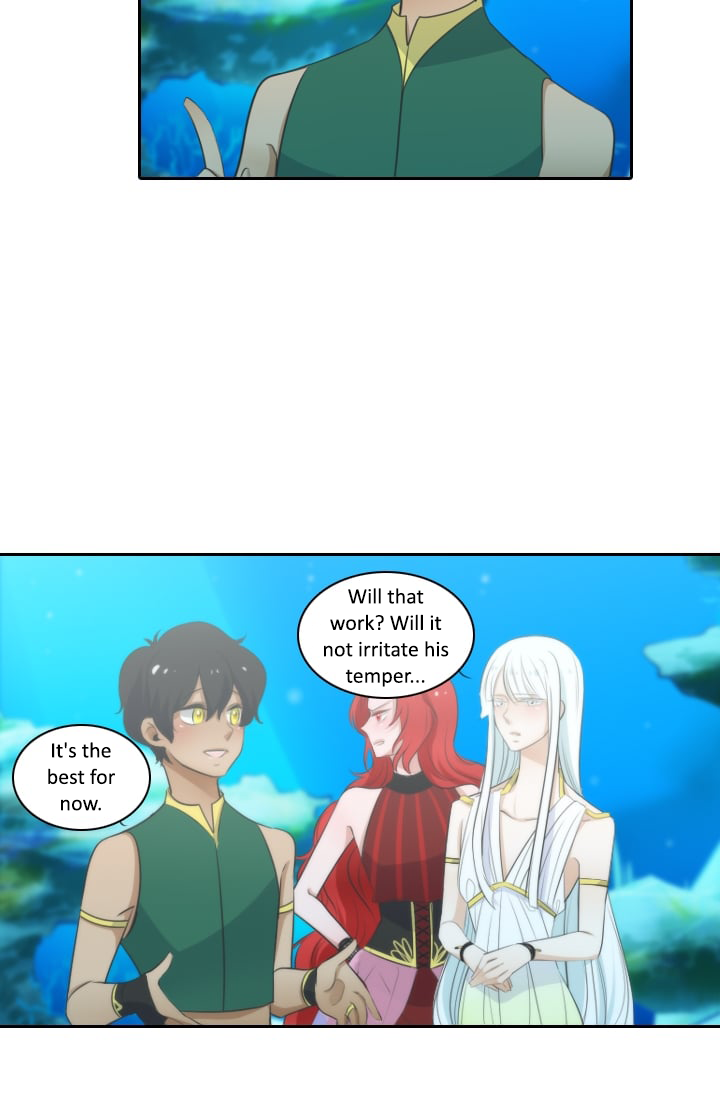 Will that
work? Will it
not irritate his
temper...
It's the
best for
now.